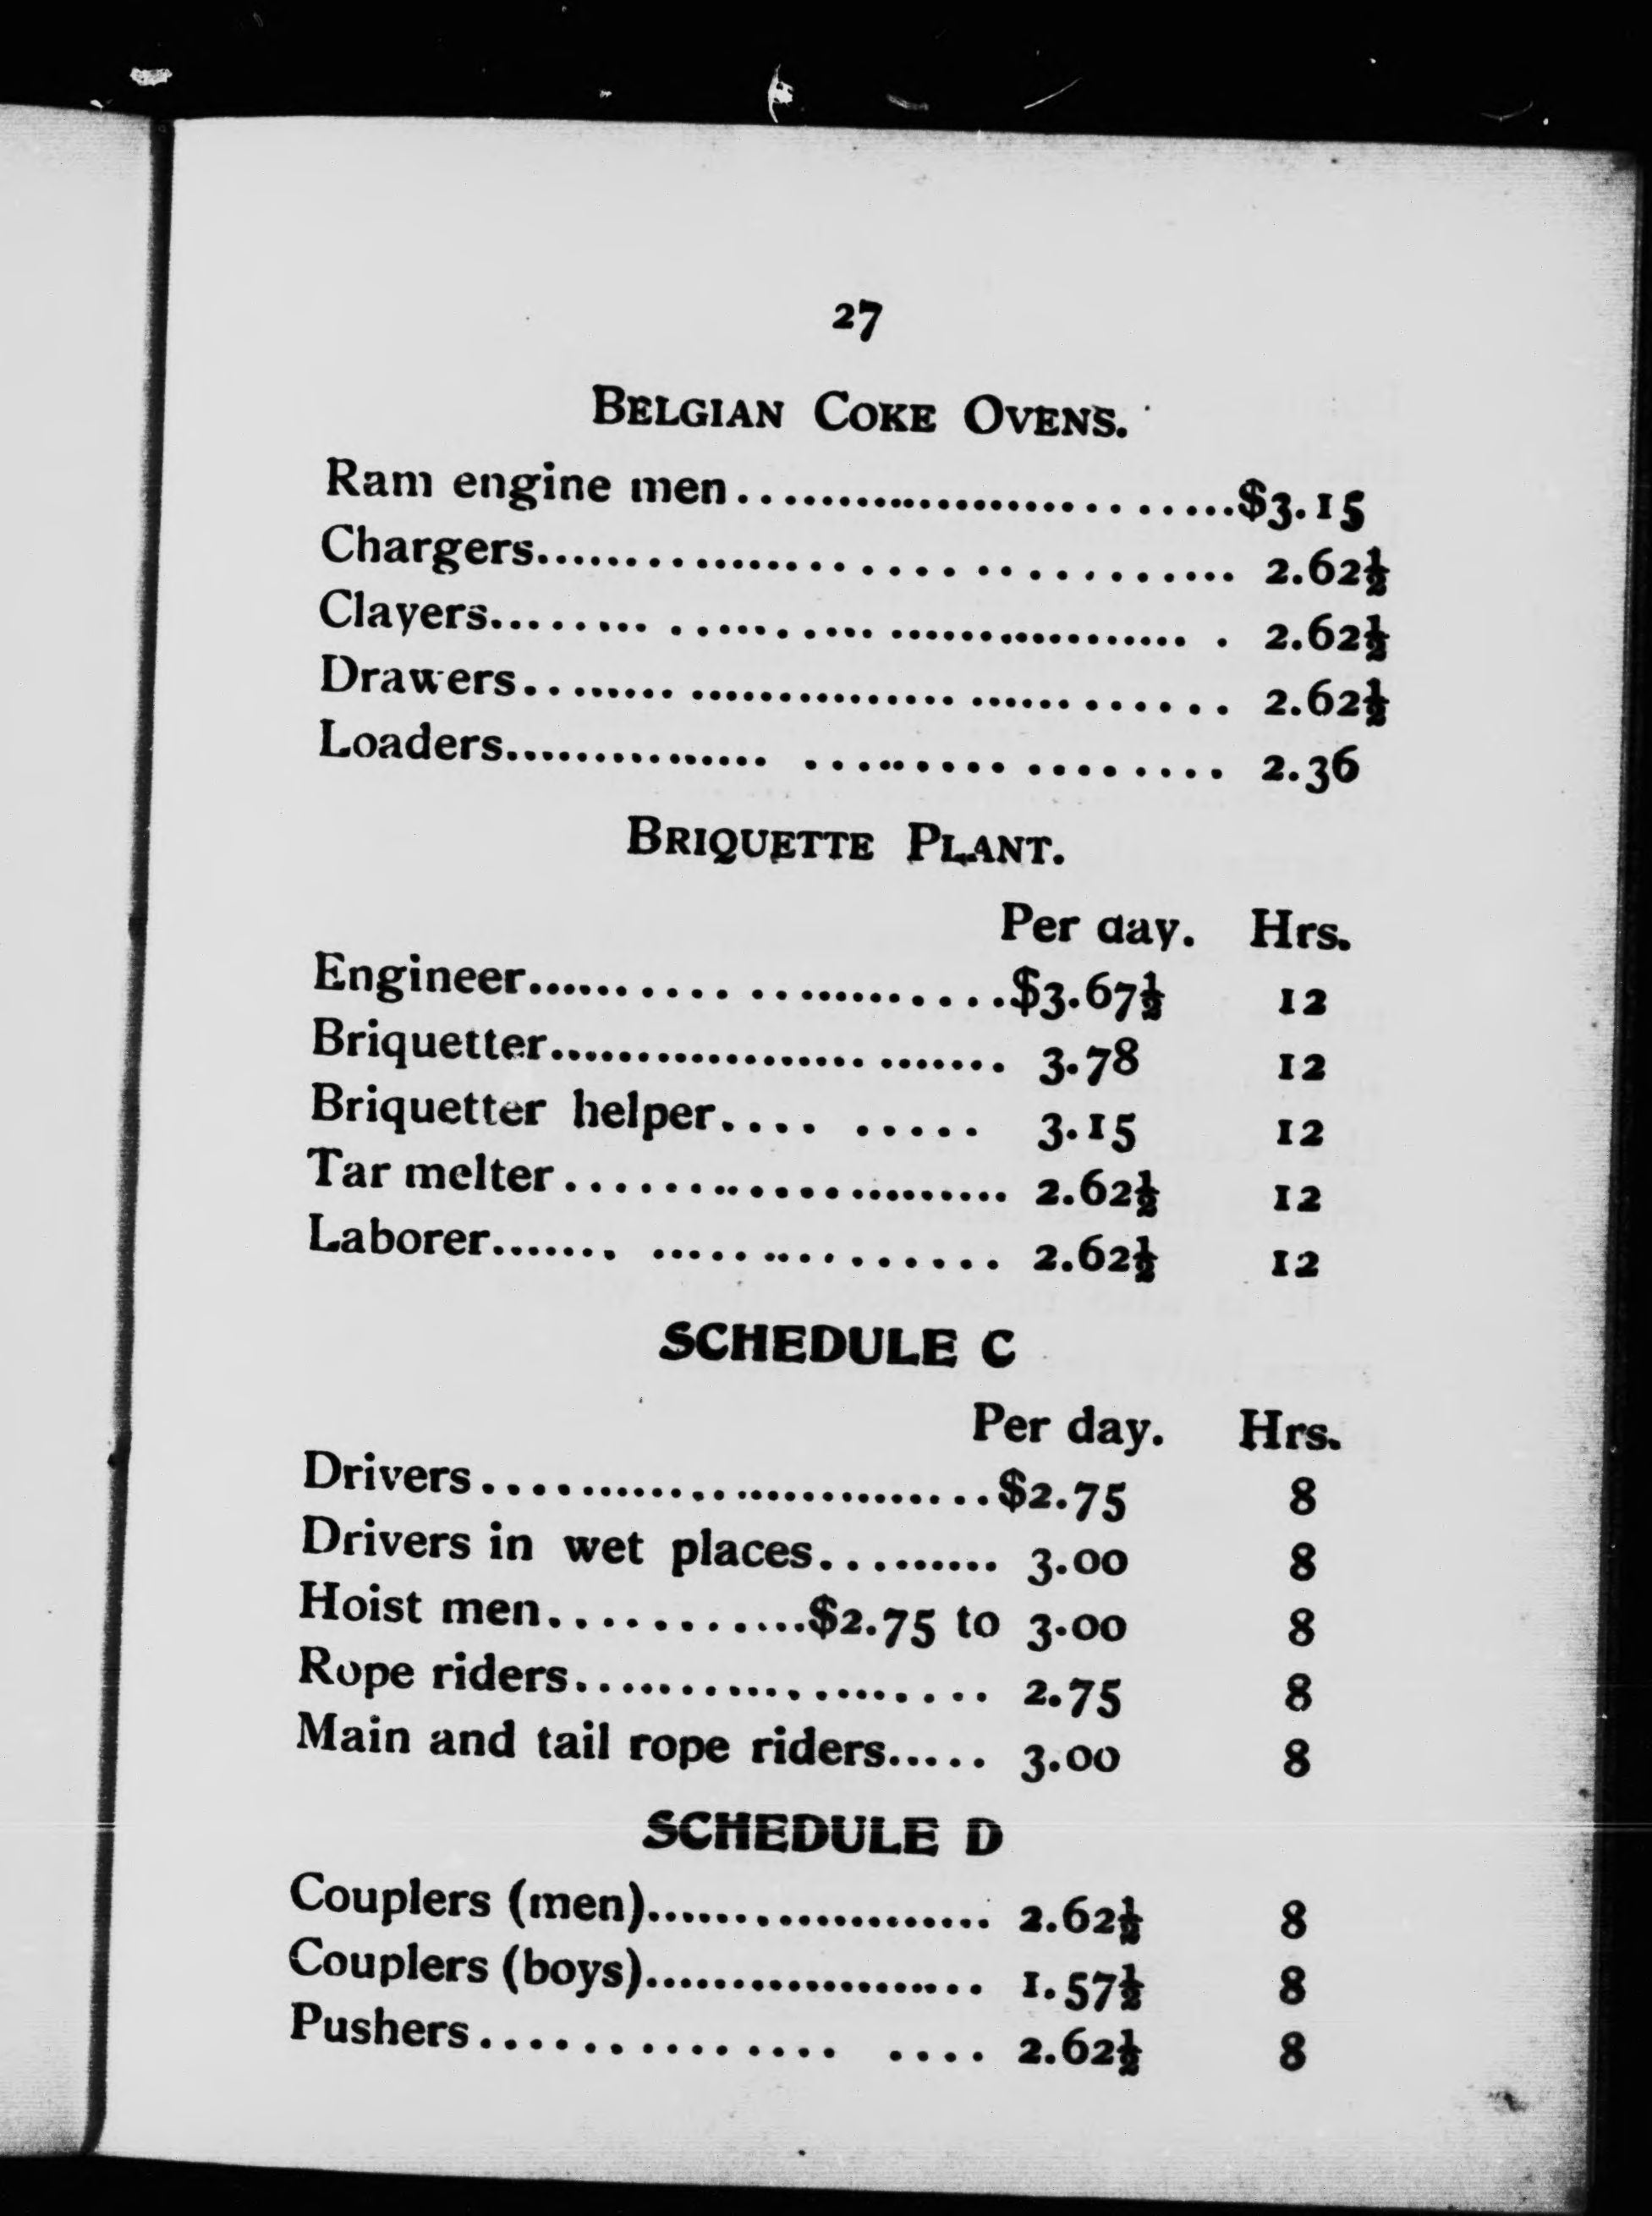 27
BELGIAN COKE OVENS.
Ram engine men........................$3.15
Chargers.............................. 2.62½
Clayers............................... 2.62½
Drawers............................... 2.62½
Loaders............................... 2.36
BRIQUETTE PLANT.
Per day. Hrs.
Engineer.....................$3.67½ 12
Briquetter......................... 3.78 12
Briquetter helper.... ..... 3.15 12
Tar melter...................... 2.62½ 12
Laborer....... ............... 2.62½ 12
SCHEDULE C
Per day. Hrs.
Drivers...........................$2.75 8
Drivers in wet places.......... 3.00 8
Hoist men............$2.75 to 3.00 8
Rope riders..................... 2.75 8
Main and tail rope riders..... 3.00 8
SCHEDULE D
Couplers (men).................... 2.62½ 8
Couplers (boys)................... 1.57½ 8
Pushers............... .... 2.62½ 8